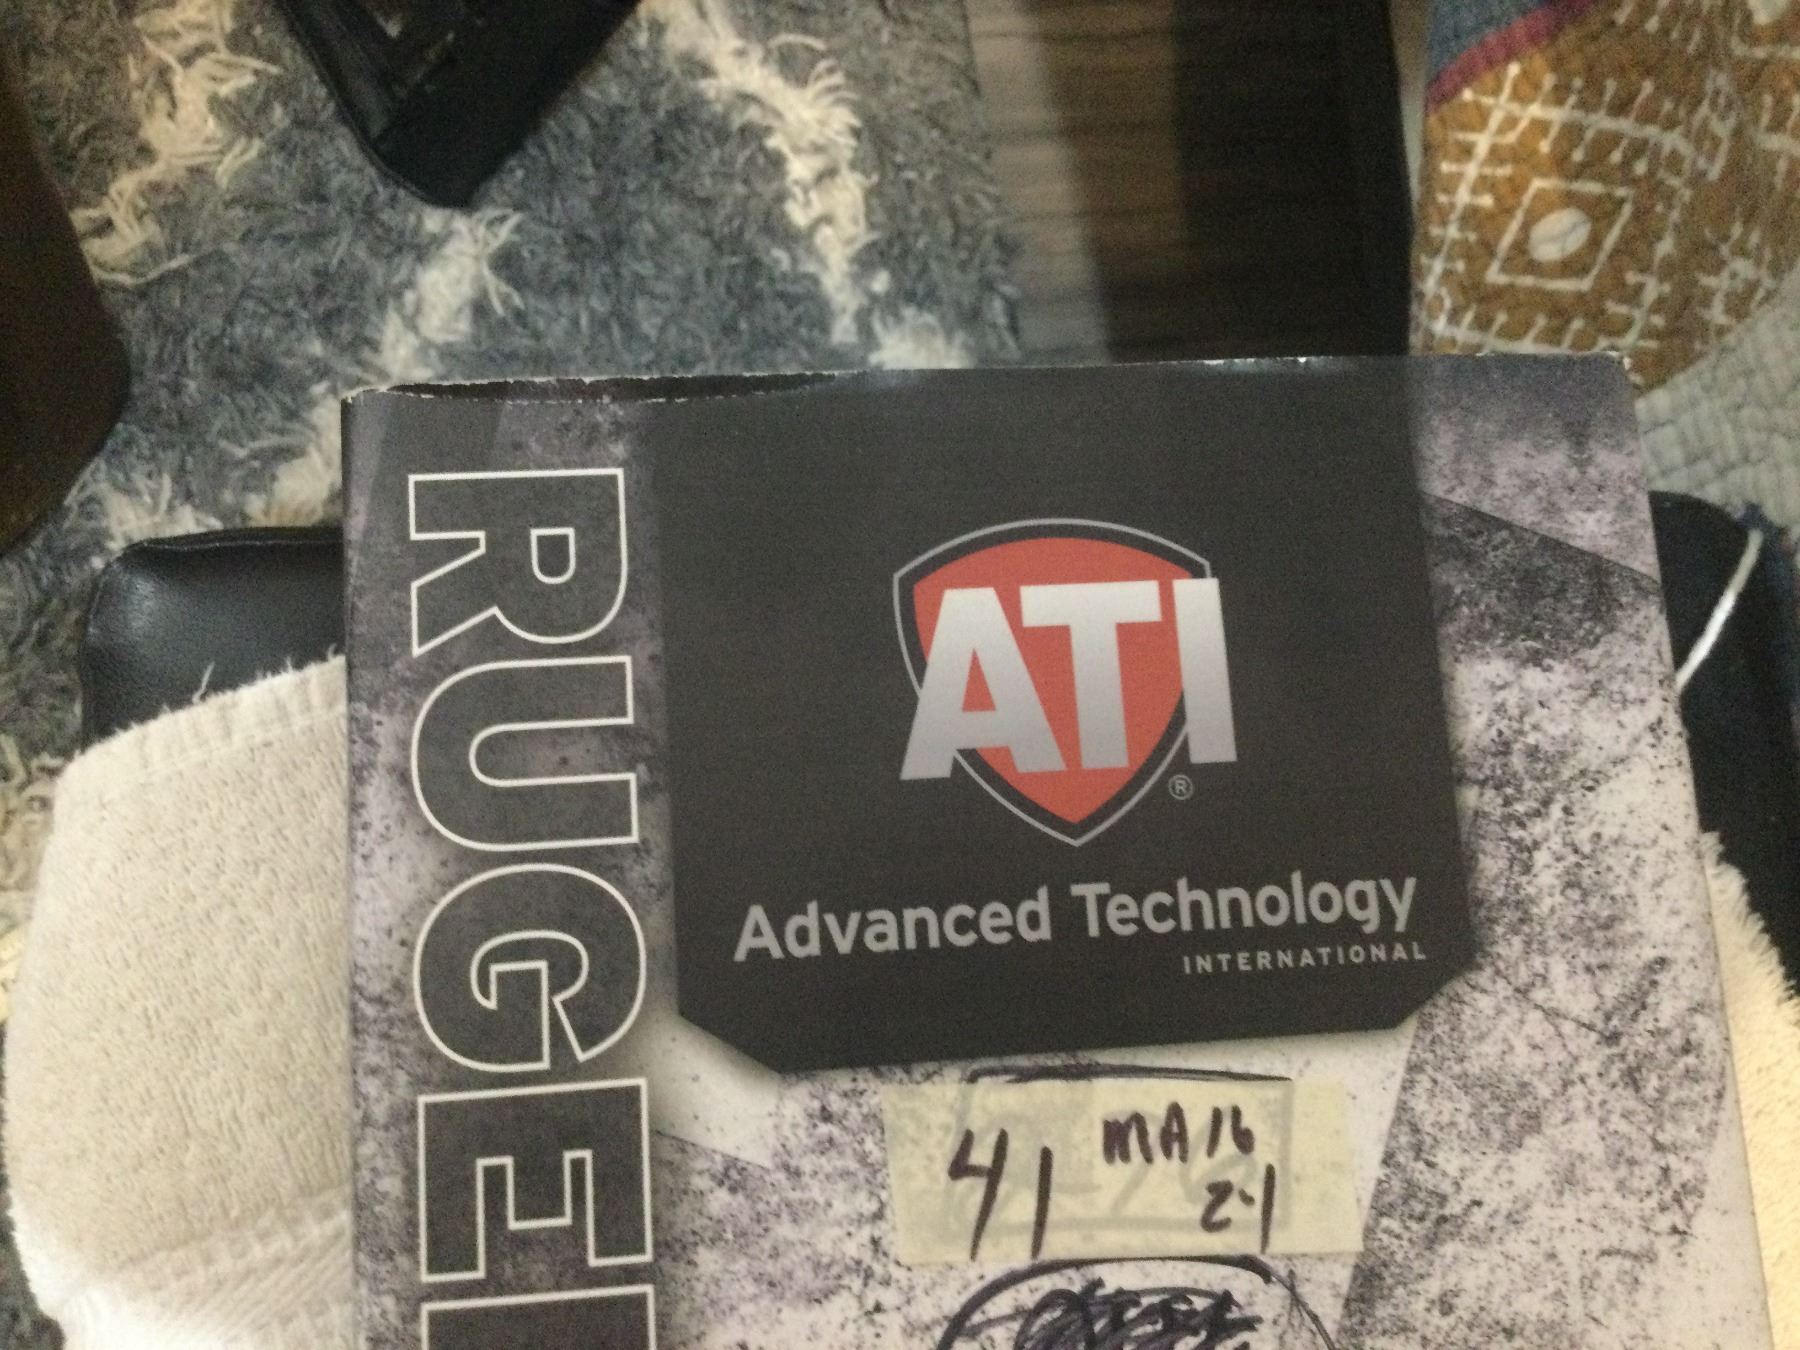 RUGE
ATI
®
Advanced Technology
INTERNATIONAL
41 MA16
2-1